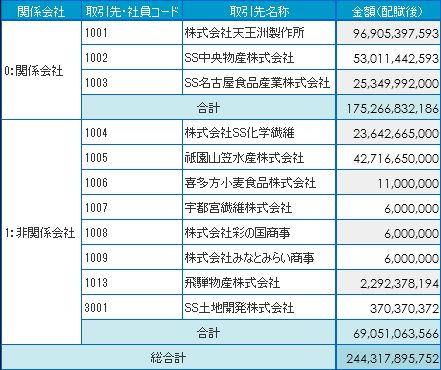 関係会社 取引先・社員コード 取引先名称 金額(配賦後)
0:関係会社 1001 株式会社天王洲製作所 96,905,397,593
1002 SS中央物産株式会社 53,011,442,593
1003 SS名古屋食品産業株式会社 25,349,992,000
合計 175,266,832,186
1:非関係会社 1004 株式会社SS化学繊維 23,642,665,000
1005 祇園山笠水産株式会社 42,716,650,000
1006 喜多方小麦食品株式会社 11,000,000
1007 宇都宮繊維株式会社 6,000,000
1008 株式会社彩の国商事 6,000,000
1009 株式会社みなとみらい商事 6,000,000
1013 飛騨物産株式会社 2,292,378,194
3001 SS土地開発株式会社 370,370,372
合計 69,051,063,566
総合計 244,317,895,752